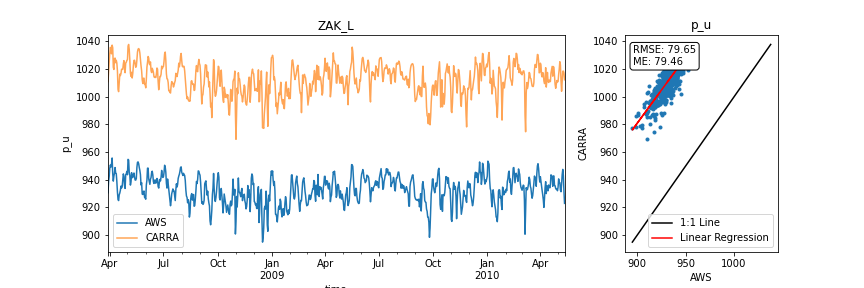 ZAK_L
p_u
1040
1020
1000
980
960
940
920
900
p_u
AWS
CARRA
Apr
Jul
Oct
Jan
2009
Apr
Jul
Oct
Jan
2010
Apr
time
p_u
RMSE: 79.65
ME: 79.46
1040
1020
1000
980
960
940
920
900
CARRA
1:1 Line
Linear Regression
900
950
1000
AWS